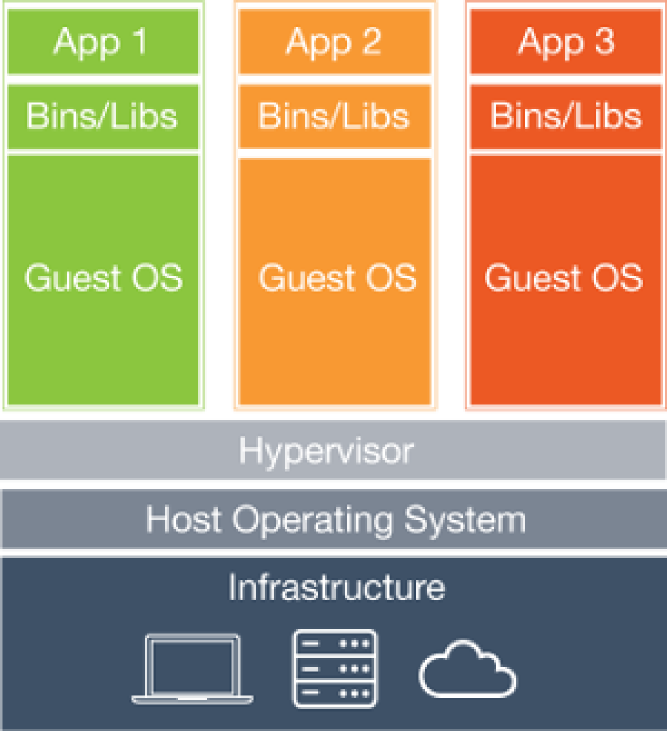 App 1
App 2
App 3
Bins/Libs
Bins/Libs
Bins/Libs
Guest OS
Guest OS
Guest OS
Hypervisor
Host Operating System
Infrastructure